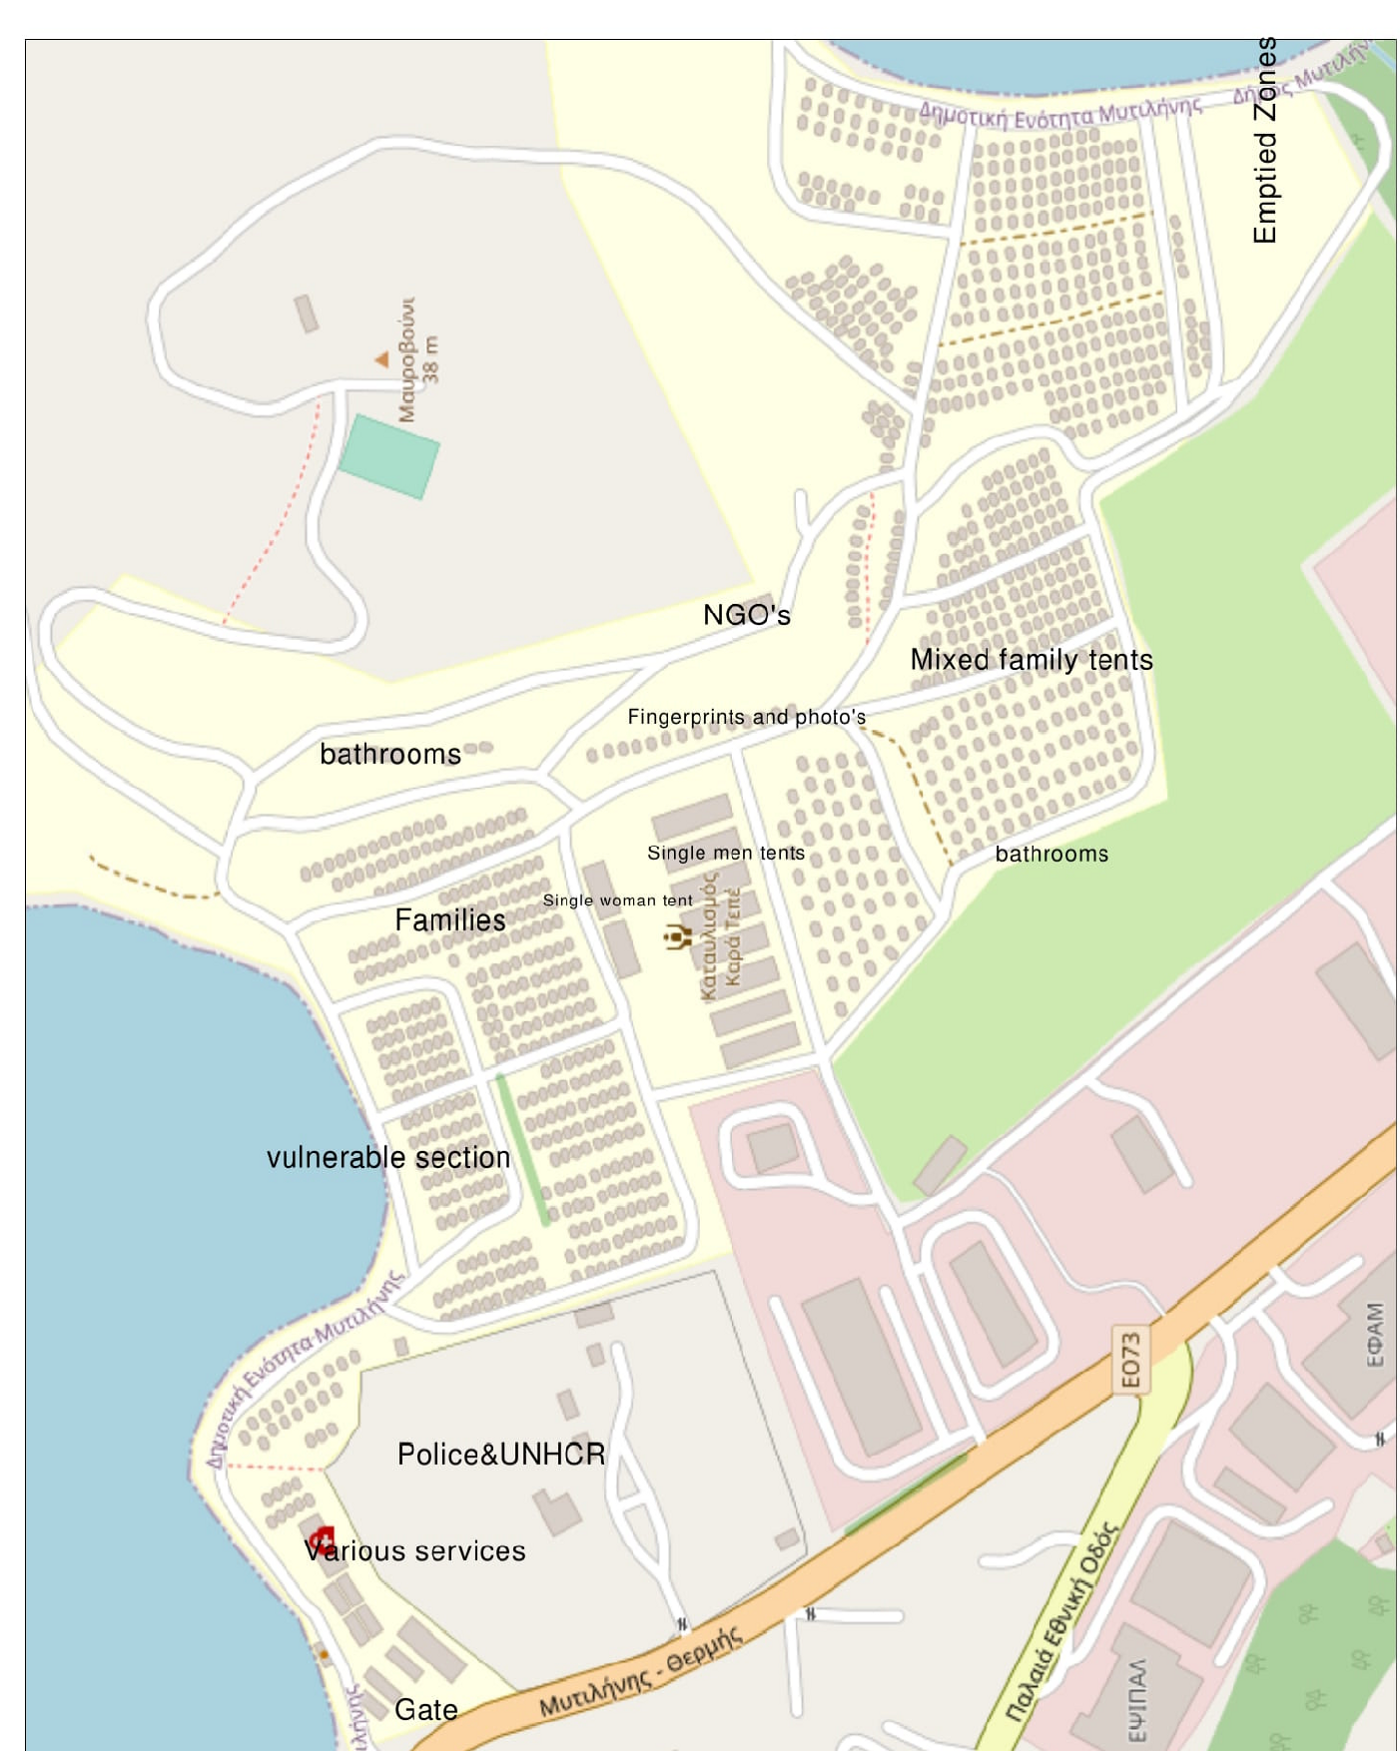 Emptied Zones
Δημοτική Ενότητα Μυτιλήνης
Δήμος Μυτιλήν
Μαυροβούνι
38 m
NGO's
Mixed family tents
Fingerprints and photo's
bathrooms
Single men tents
bathrooms
Single woman tent
Families
Καταυλισμός
Καρά Τεπέ
vulnerable section
Δημοτική Ενότητα Μυτιλήνης
EO73
ΕΦΑΜ
Police&UNHCR
Various services
Παλαιά Εθνική Οδός
Μυτιλήνης - Θερμής
ΕΨΙΠΑΛ
Gate
ιλήνης